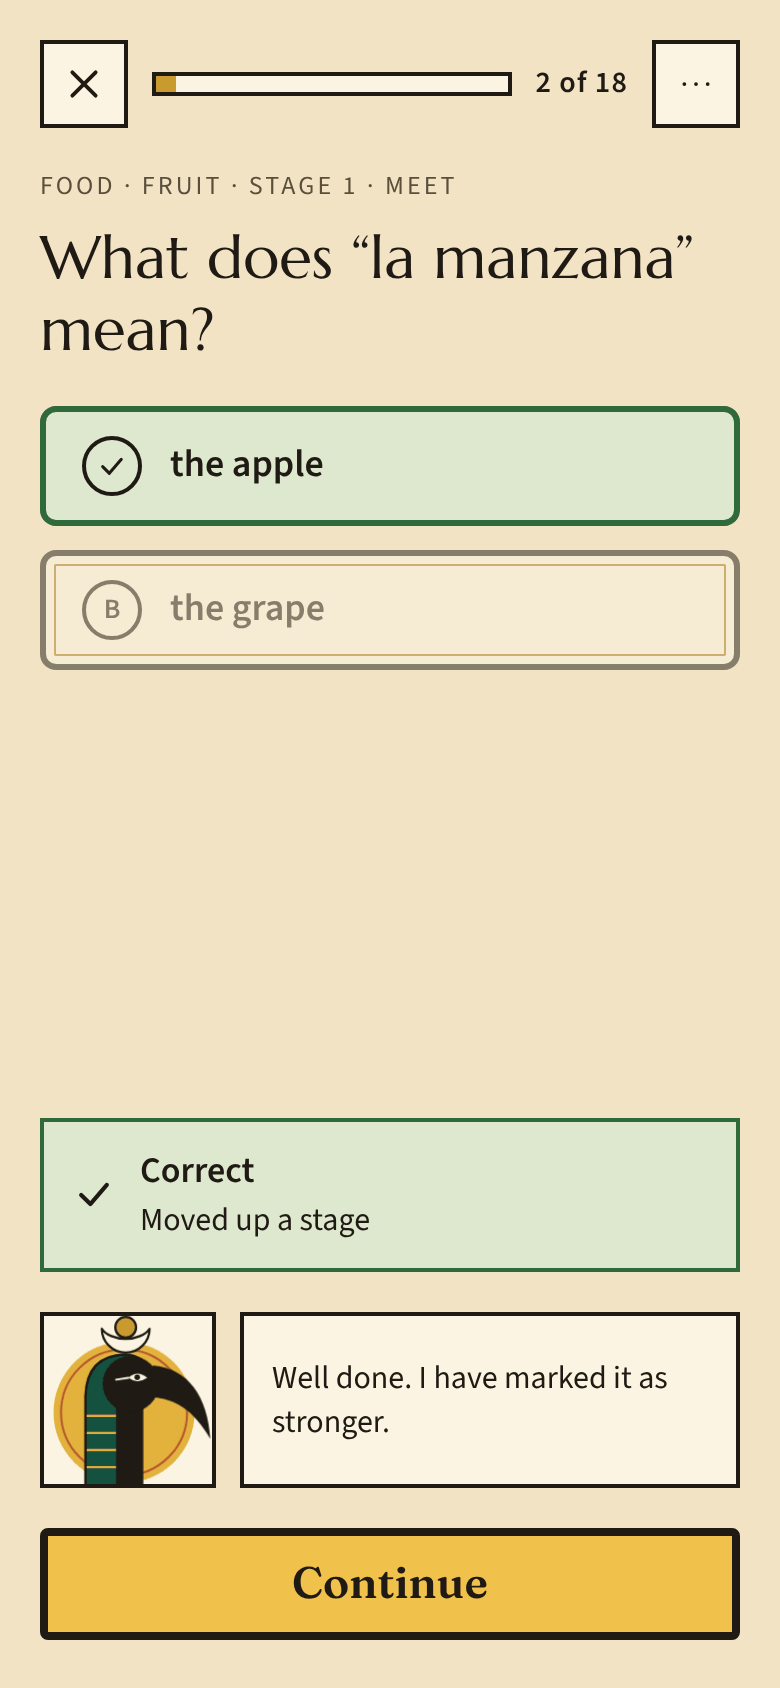 2 of 18
...
FOOD · FRUIT · STAGE 1 · MEET
What does “la manzana”
mean?
the apple
B the grape
Correct
Moved up a stage
Well done. I have marked it as
stronger.
Continue